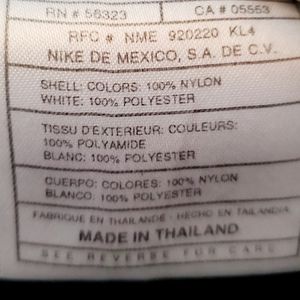 RN # 56323 CA # 05553
RFC # NME 920220 KL4
NIKE DE MEXICO, S.A. DE C.V.
SHELL: COLORS: 100% NYLON
WHITE: 100% POLYESTER
TISSU D'EXTERIEUR: COULEURS:
100% POLYAMIDE
BLANC: 100% POLYESTER
CUERPO: COLORES: 100% NYLON
BLANCO: 100% POLYESTER
FABRIQUE EN THAILANDE - HECHO EN TAILANDIA
MADE IN THAILAND
SEE REVERSE FOR CARE